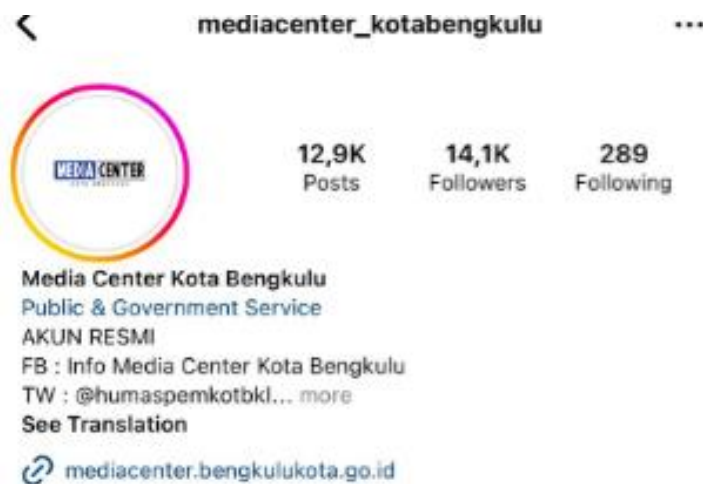 mediacenter_kotabengkulu
MEDIA CENTER
12,9K
Posts
14,1K
Followers
289
Following
Media Center Kota Bengkulu
Public & Government Service
AKUN RESMI
FB : Info Media Center Kota Bengkulu
TW : @humaspemkotbkl... more
See Translation
mediacenter.bengkulukota.go.id